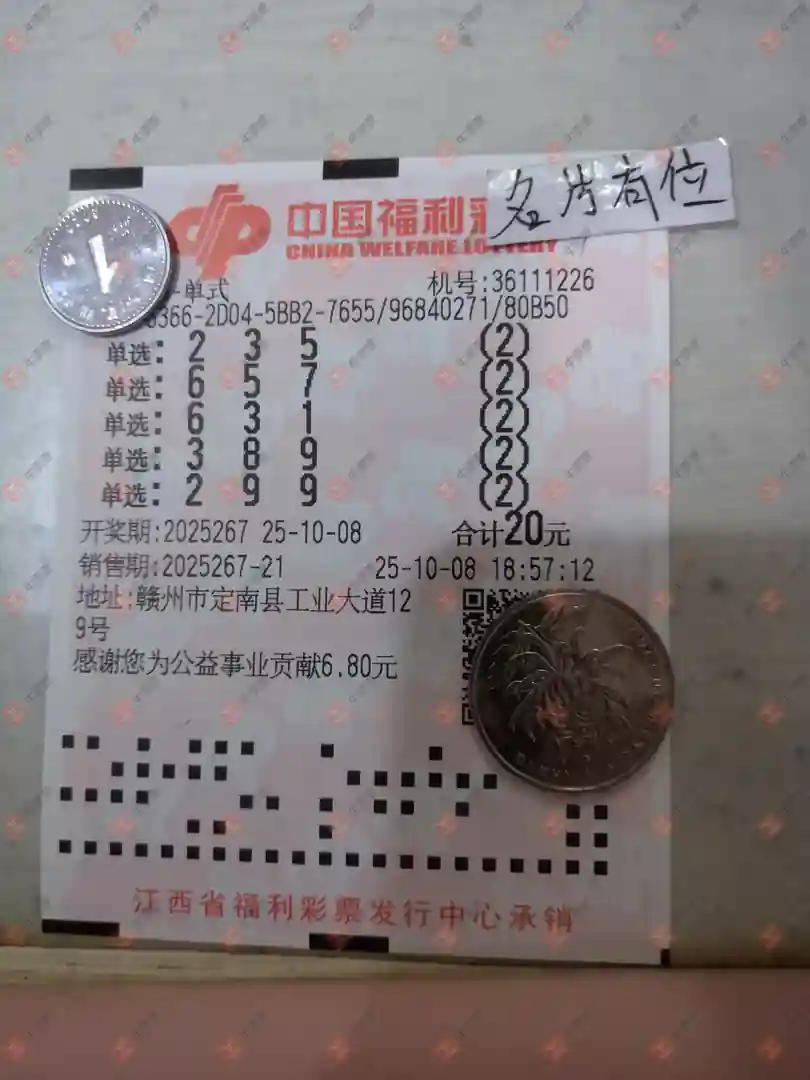 名片有位
中国福利彩
CHINA WELFARE LOTTERY
单式
机号:36111226
6366-2D04-5BB2-7655/96840271/80B50
单选: 2 3 5 (2)
单选: 6 5 7 (2)
单选: 6 3 1 (2)
单选: 3 8 9 (2)
单选: 2 9 9 (2)
开奖期:2025267 25-10-08 合计20元
销售期:2025267-21 25-10-08 18:57:12
地址:赣州市定南县工业大道12
9号
感谢您为公益事业贡献6.80元
江西省福利彩票发行中心承销
1